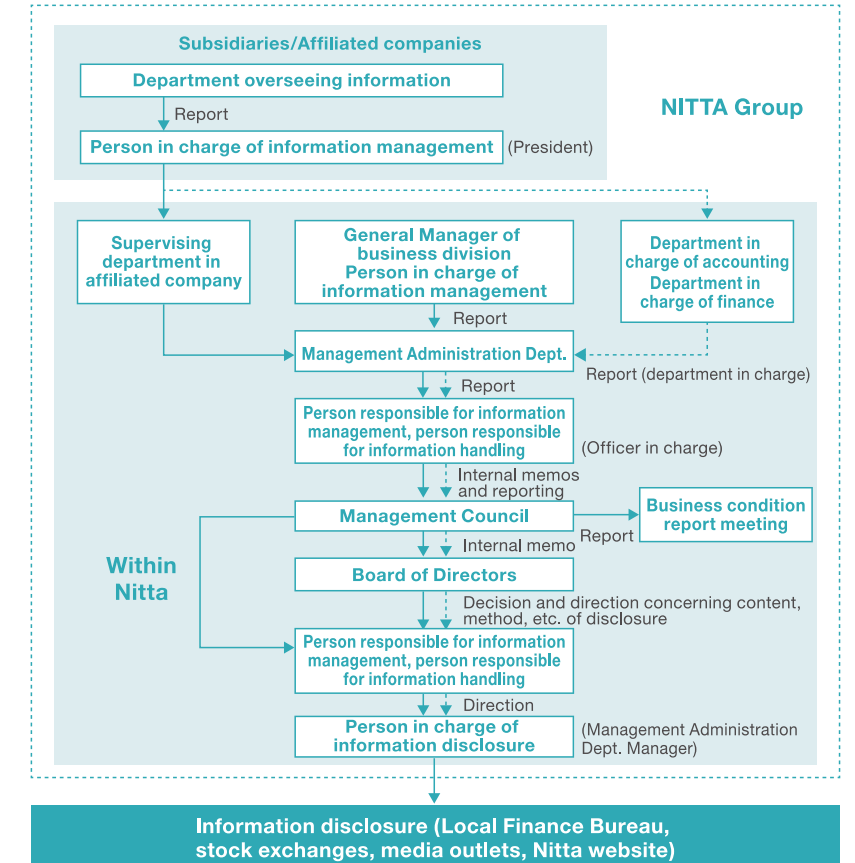 Subsidiaries/Affiliated companies
Department overseeing information
Report
NITTA Group
Person in charge of information management
(President)
Supervising
department in
affiliated company
General Manager of
business division
Person in charge of
information management
Department in
charge of accounting
Department in
charge of finance
Report
Management Administration Dept.
Report (department in charge)
Report
Person responsible for information
management, person responsible
for information handling
(Officer in charge)
Internal memos
and reporting
Management Council
Report
Business condition
report meeting
Internal memo
Within
Nitta
Board of Directors
Decision and direction concerning content,
method, etc. of disclosure
Person responsible for information
management, person responsible
for information handling
Direction
Person in charge of
information disclosure
(Management Administration
Dept. Manager)
Information disclosure (Local Finance Bureau,
stock exchanges, media outlets, Nitta website)